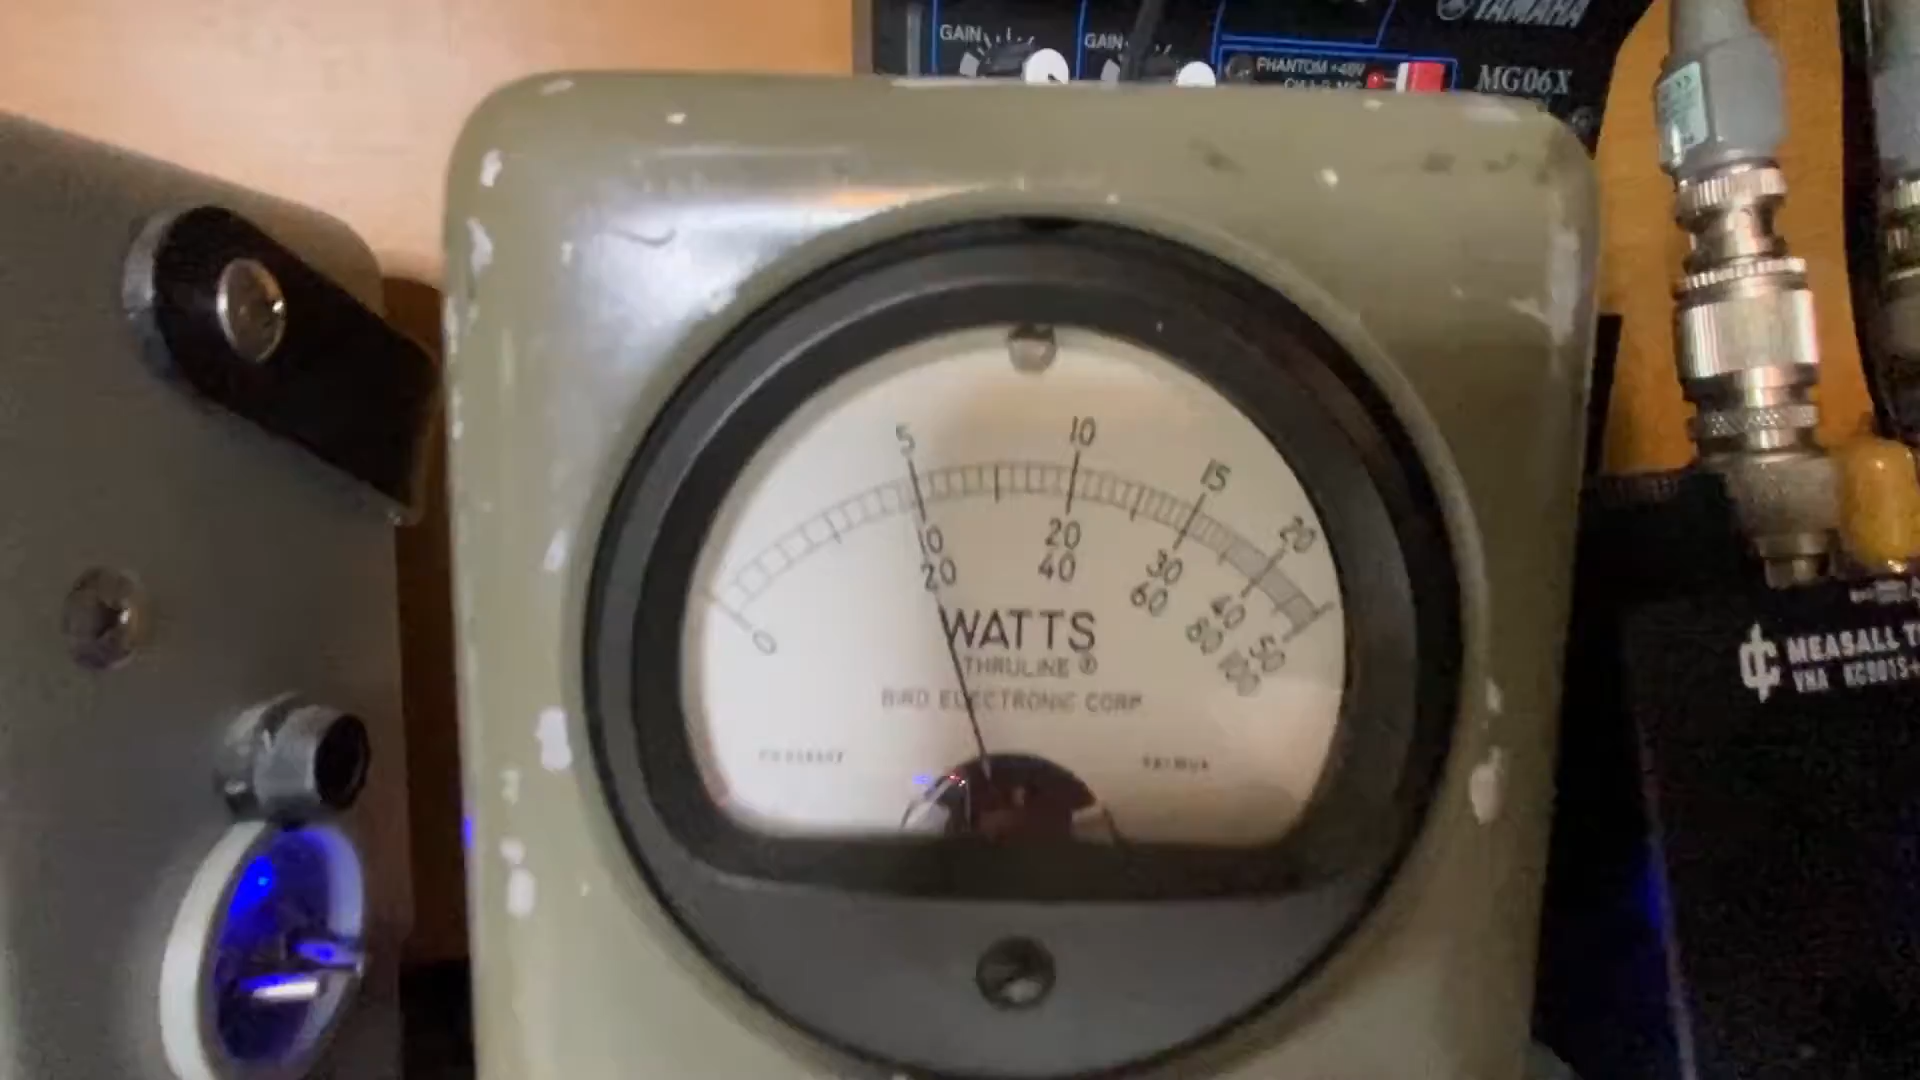 YAMAHA
GAIN
GAIN
PHANTOM +48V
MG06X
5
10
15
20
0
10
20
30
40
50
20
40
60
80
100
WATTS
THRULINE ®
BIRD ELECTRONIC CORP.
MEASALL
VNA KC901S+